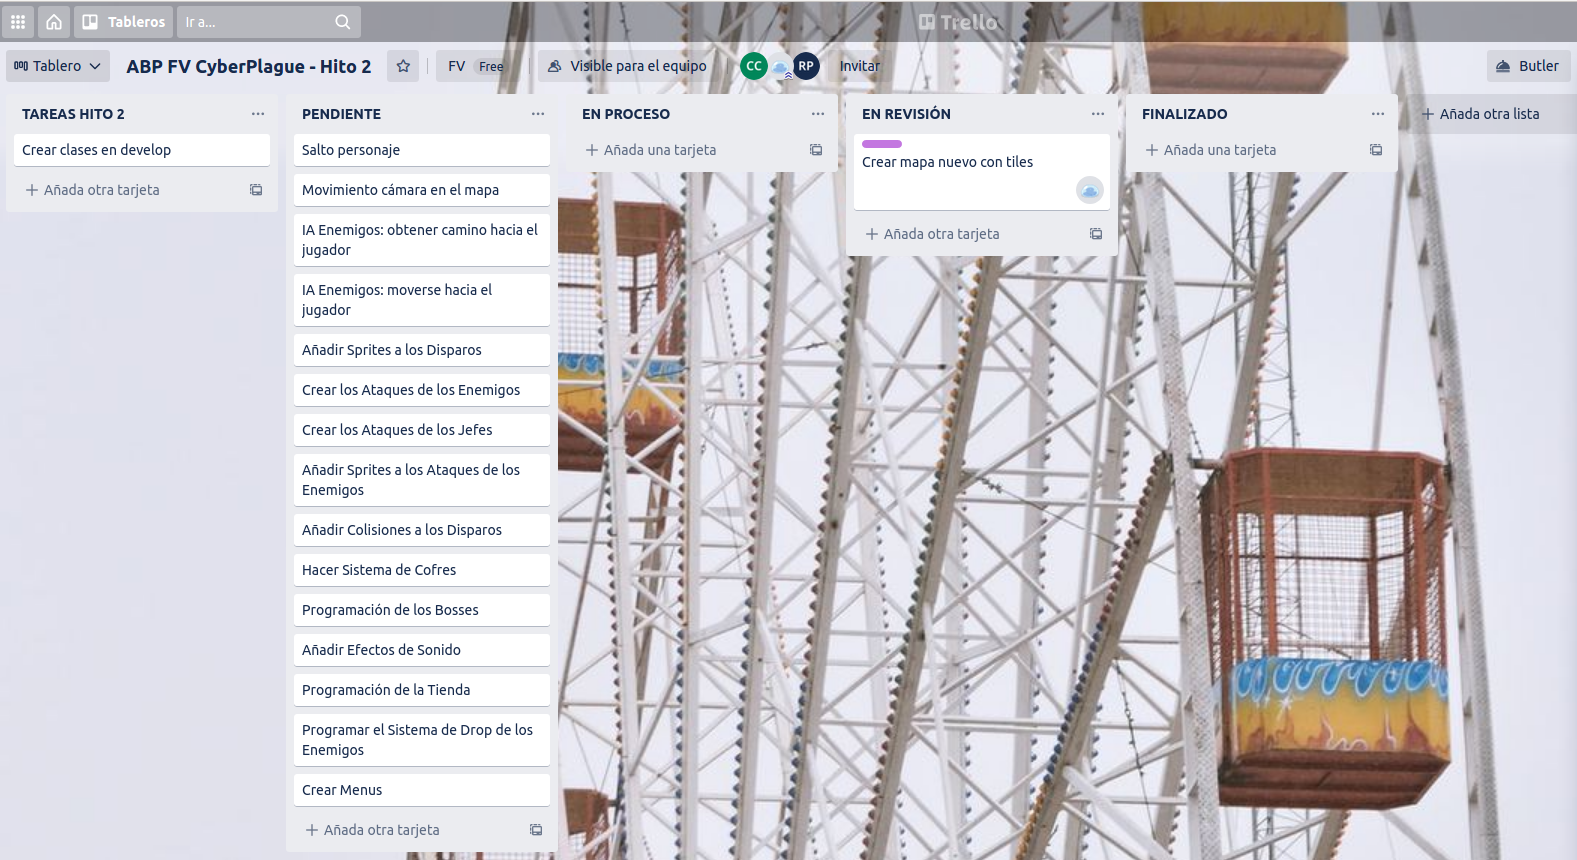 Tableros
Ir a...
Trello
Tablero
ABP FV CyberPlague - Hito 2
FV Free
Visible para el equipo
CC
RP
Invitar
Butler
TAREAS HITO 2
Crear clases en develop
Añada otra tarjeta
PENDIENTE
Salto personaje
Movimiento cámara en el mapa
IA Enemigos: obtener camino hacia el
jugador
IA Enemigos: moverse hacia el
jugador
Añadir Sprites a los Disparos
Crear los Ataques de los Enemigos
Crear los Ataques de los Jefes
Añadir Sprites a los Ataques de los
Enemigos
Añadir Colisiones a los Disparos
Hacer Sistema de Cofres
Programación de los Bosses
Añadir Efectos de Sonido
Programación de la Tienda
Programar el Sistema de Drop de los
Enemigos
Crear Menus
Añada otra tarjeta
EN PROCESO
Añada una tarjeta
EN REVISIÓN
Crear mapa nuevo con tiles
Añada otra tarjeta
FINALIZADO
Añada una tarjeta
Añada otra lista